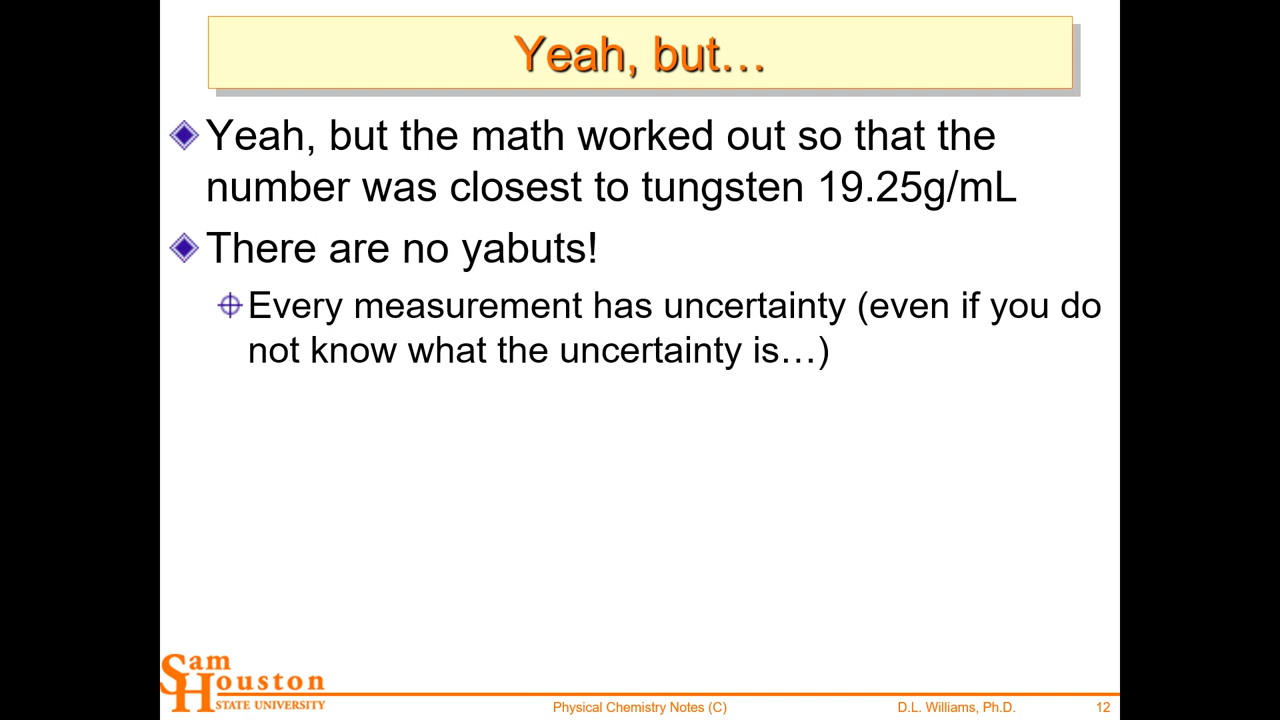 Yeah, but…
Yeah, but the math worked out so that the
number was closest to tungsten 19.25g/mL
There are no yabuts!
Every measurement has uncertainty (even if you do
not know what the uncertainty is…)
Sam
Houston
STATE UNIVERSITY
Physical Chemistry Notes (C)
D.L. Williams, Ph.D.
12